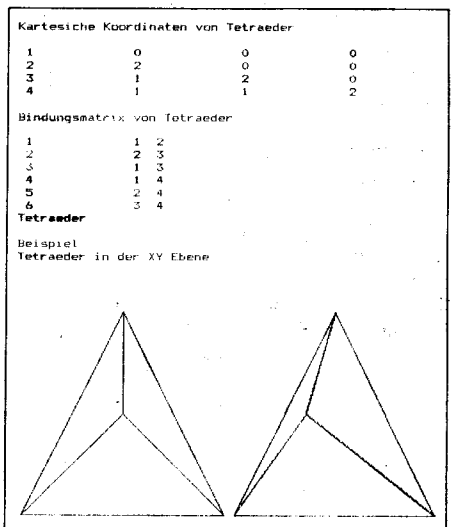 Kartesiche Koordinaten von Tetraeder
1 0 0 0
2 2 0 0
3 1 2 0
4 1 1 2
Bindungsmatrix von Tetraeder
1 1 2
2 2 3
3 1 3
4 1 4
5 2 4
6 3 4
Tetraeder
Beispiel
Tetraeder in der XY Ebene